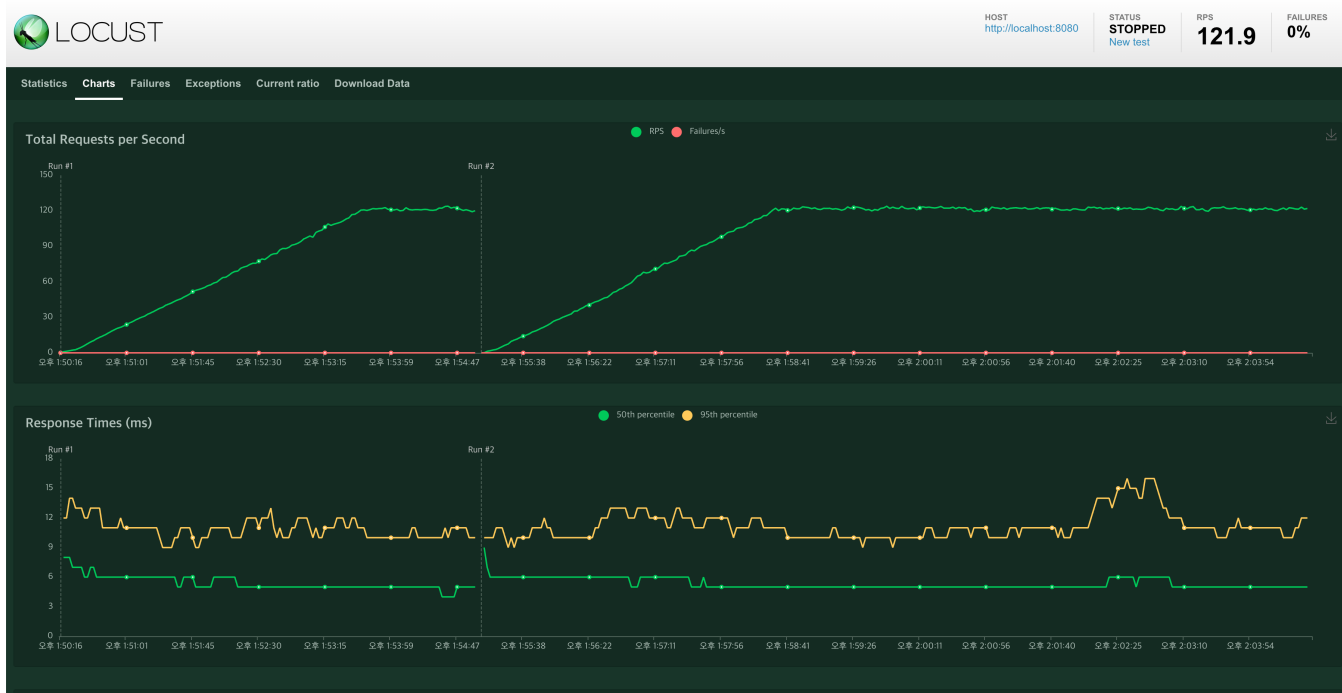 LOCUST
HOST
http://localhost:8080
STATUS
STOPPED
New test
RPS
121.9
FAILURES
0%
Statistics Charts Failures Exceptions Current ratio Download Data
Total Requests per Second
RPS Failures/s
Run #1 Run #2
150
120
90
60
30
0
오후 1:50:16 오후 1:51:01 오후 1:51:45 오후 1:52:30 오후 1:53:15 오후 1:53:59 오후 1:54:47 오후 1:55:38 오후 1:56:22 오후 1:57:11 오후 1:57:56 오후 1:58:41 오후 1:59:26 오후 2:00:11 오후 2:00:56 오후 2:01:40 오후 2:02:25 오후 2:03:10 오후 2:03:54
Response Times (ms)
50th percentile 95th percentile
Run #1 Run #2
18
15
12
9
6
3
0
오후 1:50:16 오후 1:51:01 오후 1:51:45 오후 1:52:30 오후 1:53:15 오후 1:53:59 오후 1:54:47 오후 1:55:38 오후 1:56:22 오후 1:57:11 오후 1:57:56 오후 1:58:41 오후 1:59:26 오후 2:00:11 오후 2:00:56 오후 2:01:40 오후 2:02:25 오후 2:03:10 오후 2:03:54